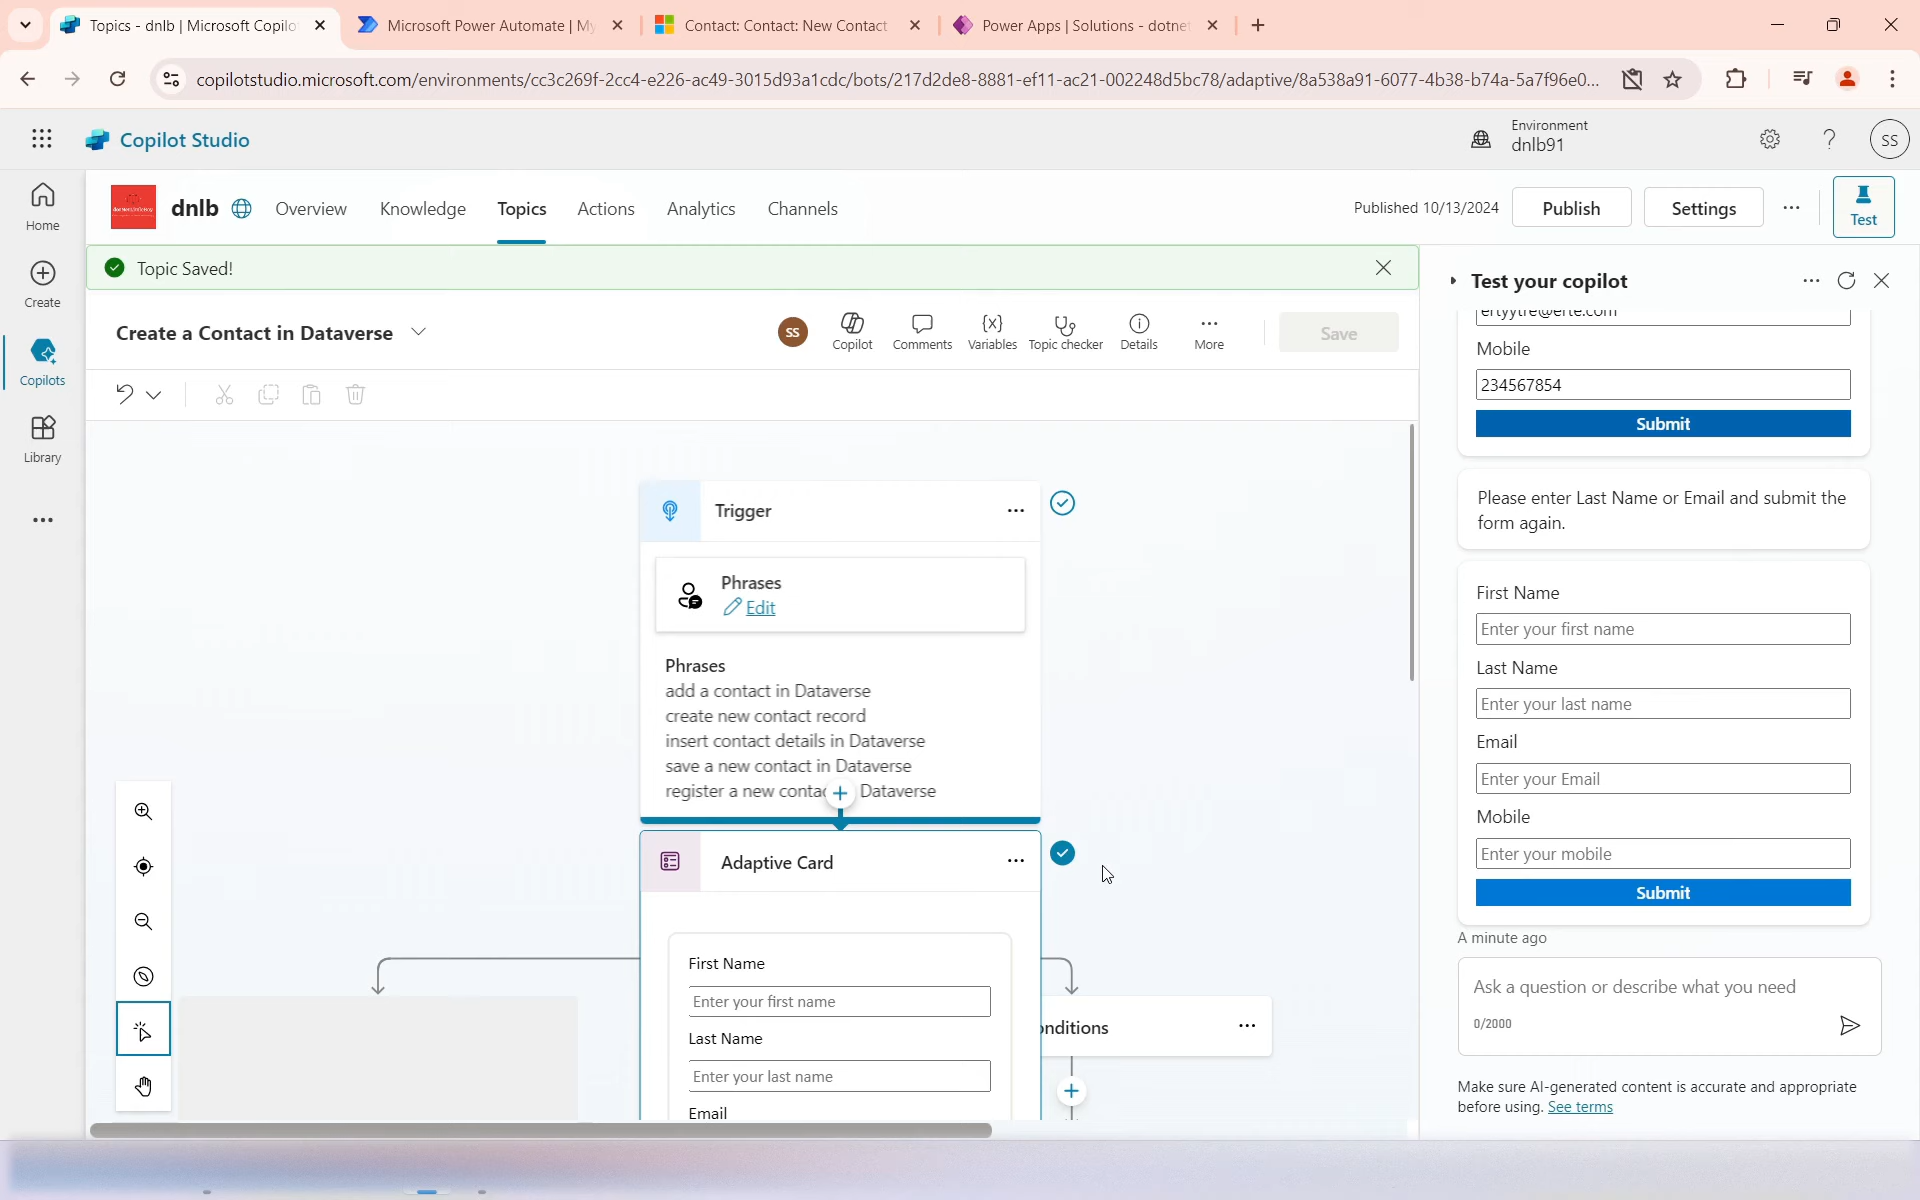 Topics - dnlb | Microsoft Copilo
Microsoft Power Automate | My
Contact: Contact: New Contact
Power Apps | Solutions - dotnet
copilotstudio.microsoft.com/environments/cc3c269f-2cc4-e226-ac49-3015d93a1cdc/bots/217d2de8-8881-ef11-ac21-002248d5bc78/adaptive/8a538a91-6077-4b38-b74a-5a7f96e0...
Copilot Studio
Environment
dnlb91
SS
Home
Create
Copilots
Library
dnlb
Overview
Knowledge
Topics
Actions
Analytics
Channels
Published 10/13/2024
Publish
Settings
Test
Topic Saved!
Create a Contact in Dataverse
SS
Copilot
Comments
Variables
Topic checker
Details
More
Save
Trigger
Phrases
Edit
Phrases
add a contact in Dataverse
create new contact record
insert contact details in Dataverse
save a new contact in Dataverse
register a new contac Dataverse
Adaptive Card
First Name
Enter your first name
Last Name
Enter your last name
Email
onditions
Test your copilot
ertyytre@erte.com
Mobile
234567854
Submit
Please enter Last Name or Email and submit the
form again.
First Name
Enter your first name
Last Name
Enter your last name
Email
Enter your Email
Mobile
Enter your mobile
Submit
A minute ago
Ask a question or describe what you need
0/2000
Make sure AI-generated content is accurate and appropriate
before using. See terms